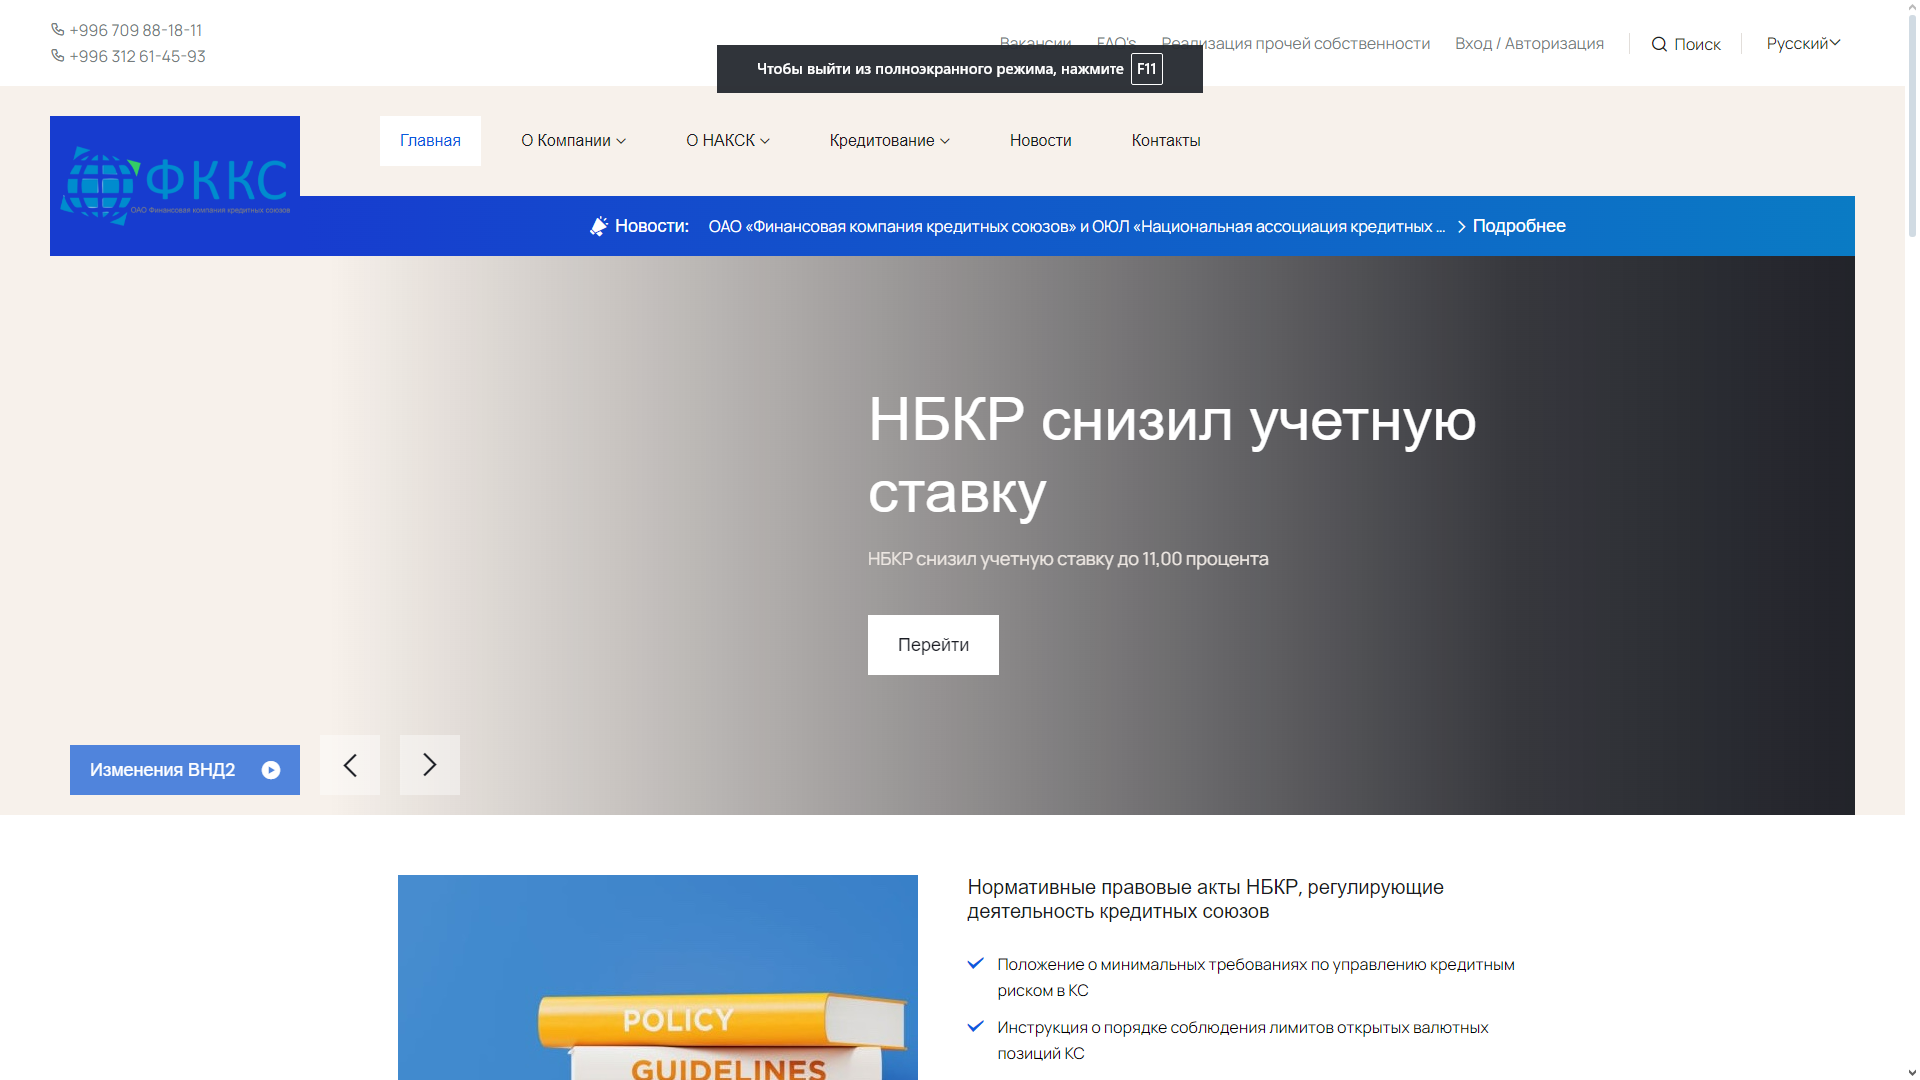 +996 709 88-18-11
+996 312 61-45-93
Вакансии FAQ's Реализация прочей собственности Вход / Авторизация Поиск Русский
Чтобы выйти из полноэкранного режима, нажмите F11
ФККС
ОАО Финансовая компания кредитных союзов
Главная О Компании О НАКСК Кредитование Новости Контакты
Новости: ОАО «Финансовая компания кредитных союзов» и ОЮЛ «Национальная ассоциация кредитных ... Подробнее
НБКР снизил учетную
ставку
НБКР снизил учетную ставку до 11,00 процента
Перейти
Изменения ВНД2
POLICY
GUIDELINES
Нормативные правовые акты НБКР, регулирующие
деятельность кредитных союзов
Положение о минимальных требованиях по управлению кредитным
риском в КС
Инструкция о порядке соблюдения лимитов открытых валютных
позиций КС